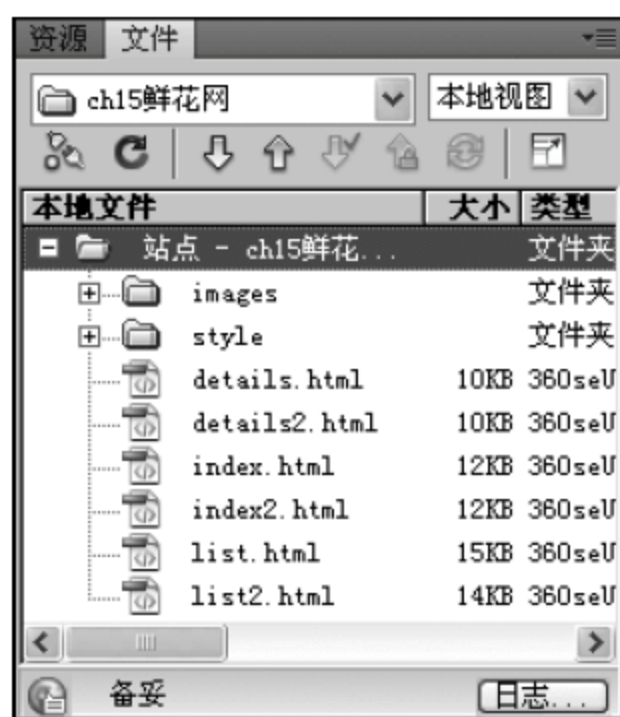 资源 文件
ch15鲜花网 本地视图
本地文件 大小 类型
站点 - ch15鲜花... 文件夹
images 文件夹
style 文件夹
details.html 10KB 360seU
details2.html 10KB 360seU
index.html 12KB 360seU
index2.html 12KB 360seU
list.html 15KB 360seU
list2.html 14KB 360seU
备妥 日志...